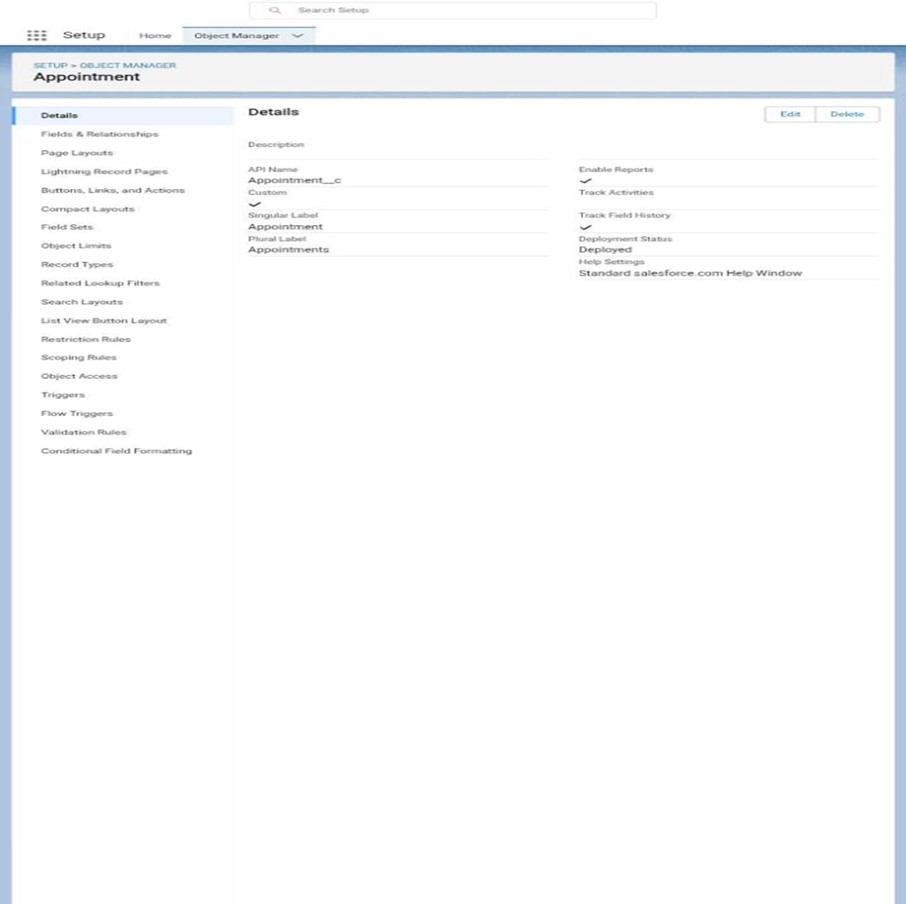 Search Setup
Setup Home Object Manager
SETUP > OBJECT MANAGER
Appointment
Details
Fields & Relationships
Page Layouts
Lightning Record Pages
Buttons, Links, and Actions
Compact Layouts
Field Sets
Object Limits
Record Types
Related Lookup Filters
Search Layouts
List View Button Layout
Restriction Rules
Scoping Rules
Object Access
Triggers
Flow Triggers
Validation Rules
Conditional Field Formatting
Details
Edit Delete
Description
API Name
Appointment__c
Custom
Singular Label
Appointment
Plural Label
Appointments
Enable Reports
Track Activities
Track Field History
Deployment Status
Deployed
Help Settings
Standard salesforce.com Help Window